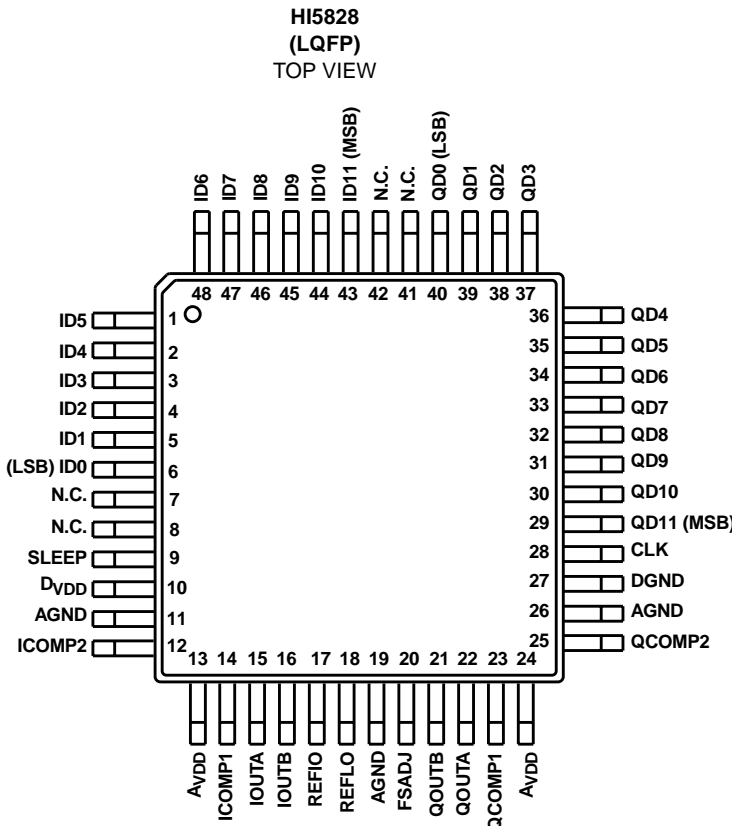 HI5828
(LQFP)
TOP VIEW
ID6 ID7 ID8 ID9 ID10 ID11 (MSB) N.C. N.C. QD0 (LSB) QD1 QD2 QD3
48 47 46 45 44 43 42 41 40 39 38 37
ID5 1 36 QD4
ID4 2 35 QD5
ID3 3 34 QD6
ID2 4 33 QD7
ID1 5 32 QD8
(LSB) ID0 6 31 QD9
N.C. 7 30 QD10
N.C. 8 29 QD11 (MSB)
SLEEP 9 28 CLK
DVDD 10 27 DGND
AGND 11 26 AGND
ICOMP2 12 25 QCOMP2
13 14 15 16 17 18 19 20 21 22 23 24
AVDD ICOMP1 IOUTA IOUTB REFIO REFLO AGND FSADJ QOUTB QOUTA QCOMP1 AVDD